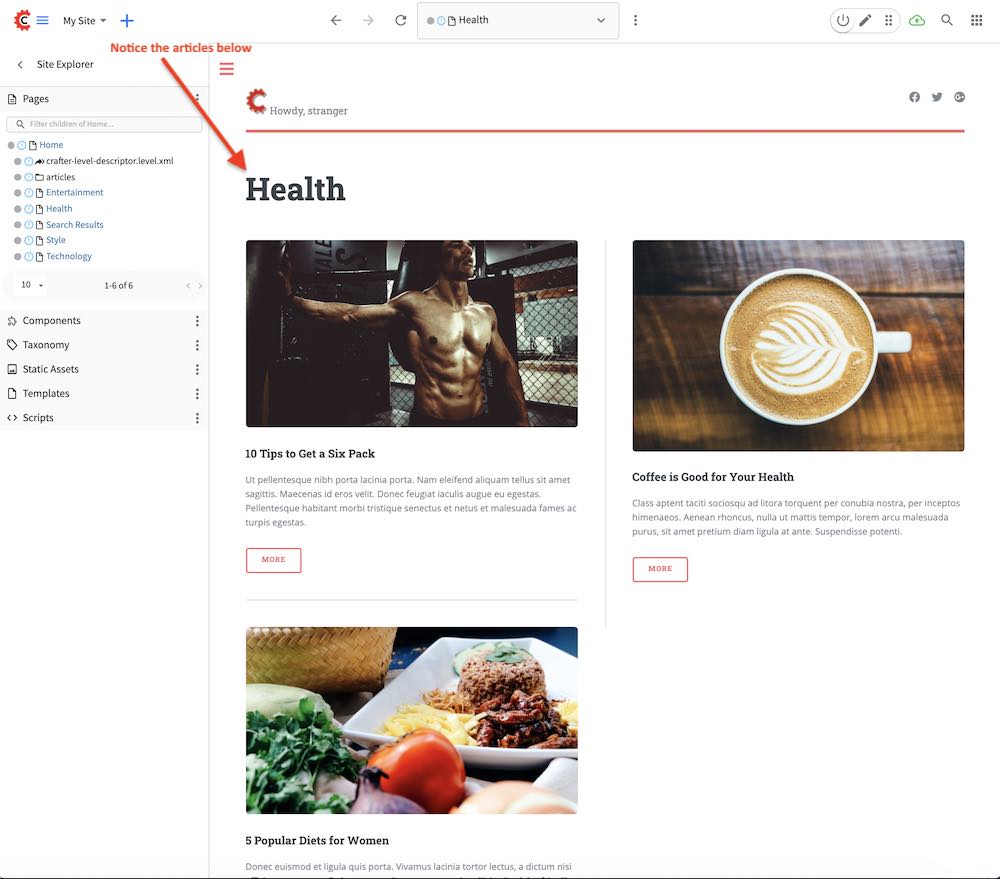 My Site
Health
Notice the articles below
Site Explorer
Pages
Filter children of Home...
Home
crafter-level-descriptor.level.xml
articles
Entertainment
Health
Search Results
Style
Technology
10
1-6 of 6
Components
Taxonomy
Static Assets
Templates
Scripts
Howdy, stranger
Health
10 Tips to Get a Six Pack
Ut pellentesque nibh porta lacinia porta. Nam eleifend aliquam tellus sit amet
sagittis. Maecenas id eros velit. Donec feugiat iaculis augue eu egestas.
Pellentesque habitant morbi tristique senectus et netus et malesuada fames ac
turpis egestas.
MORE
Coffee is Good for Your Health
Class aptent taciti sociosqu ad litora torquent per conubia nostra, per inceptos
himenaeos. Aenean rhoncus, nulla ut mattis tempor, lorem arcu malesuada
purus, sit amet pretium diam ligula at ante. Suspendisse potenti.
MORE
5 Popular Diets for Women
Donec euismod et ligula quis porta. Vivamus lacinia tortor lectus, a dictum nisi